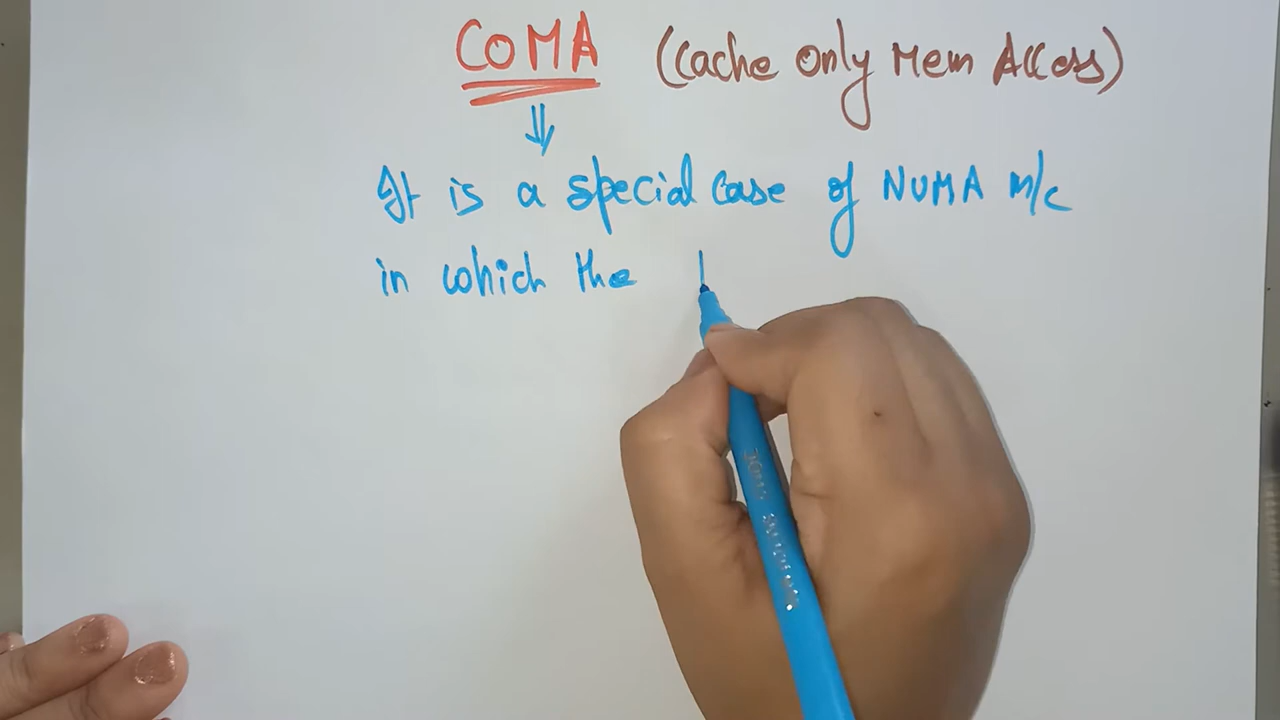 COMA (Cache Only Mem Access)
It is a special case of NUMA m/c
in which the